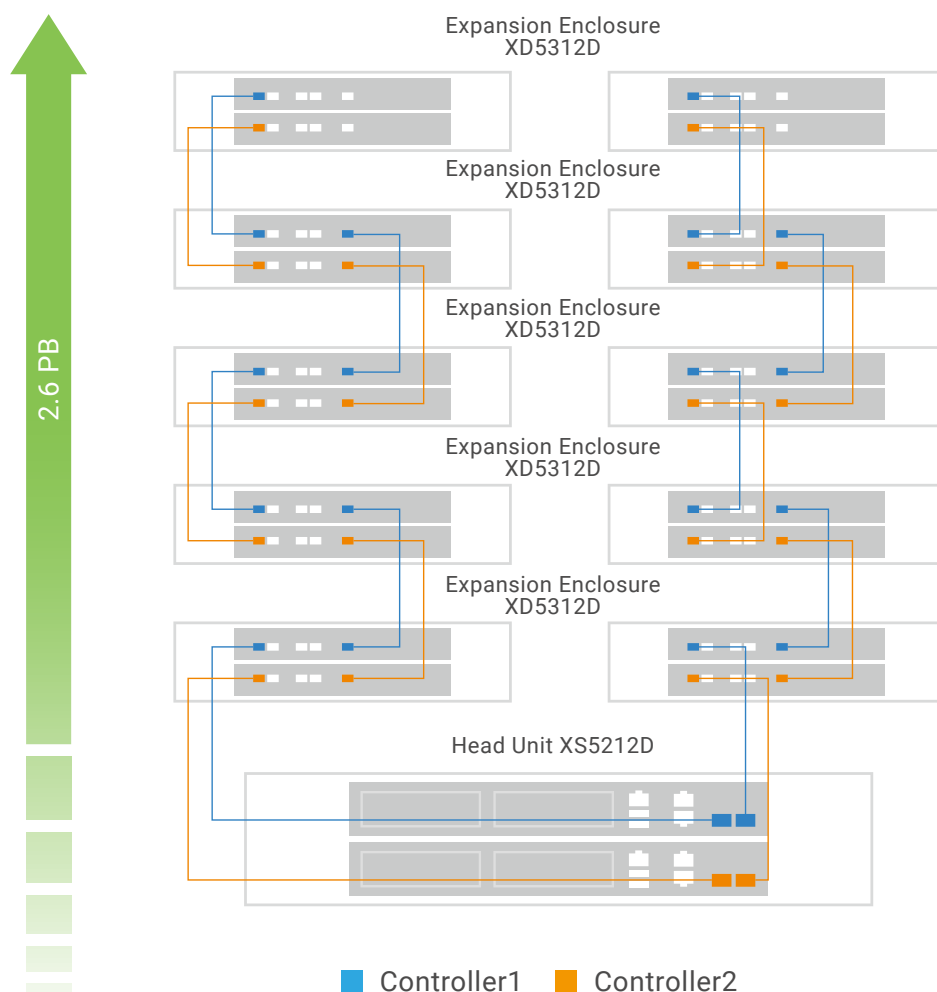 Expansion Enclosure
XD5312D
Expansion Enclosure
XD5312D
Expansion Enclosure
XD5312D
2.6 PB
Expansion Enclosure
XD5312D
Expansion Enclosure
XD5312D
Head Unit XS5212D
Controller1
Controller2